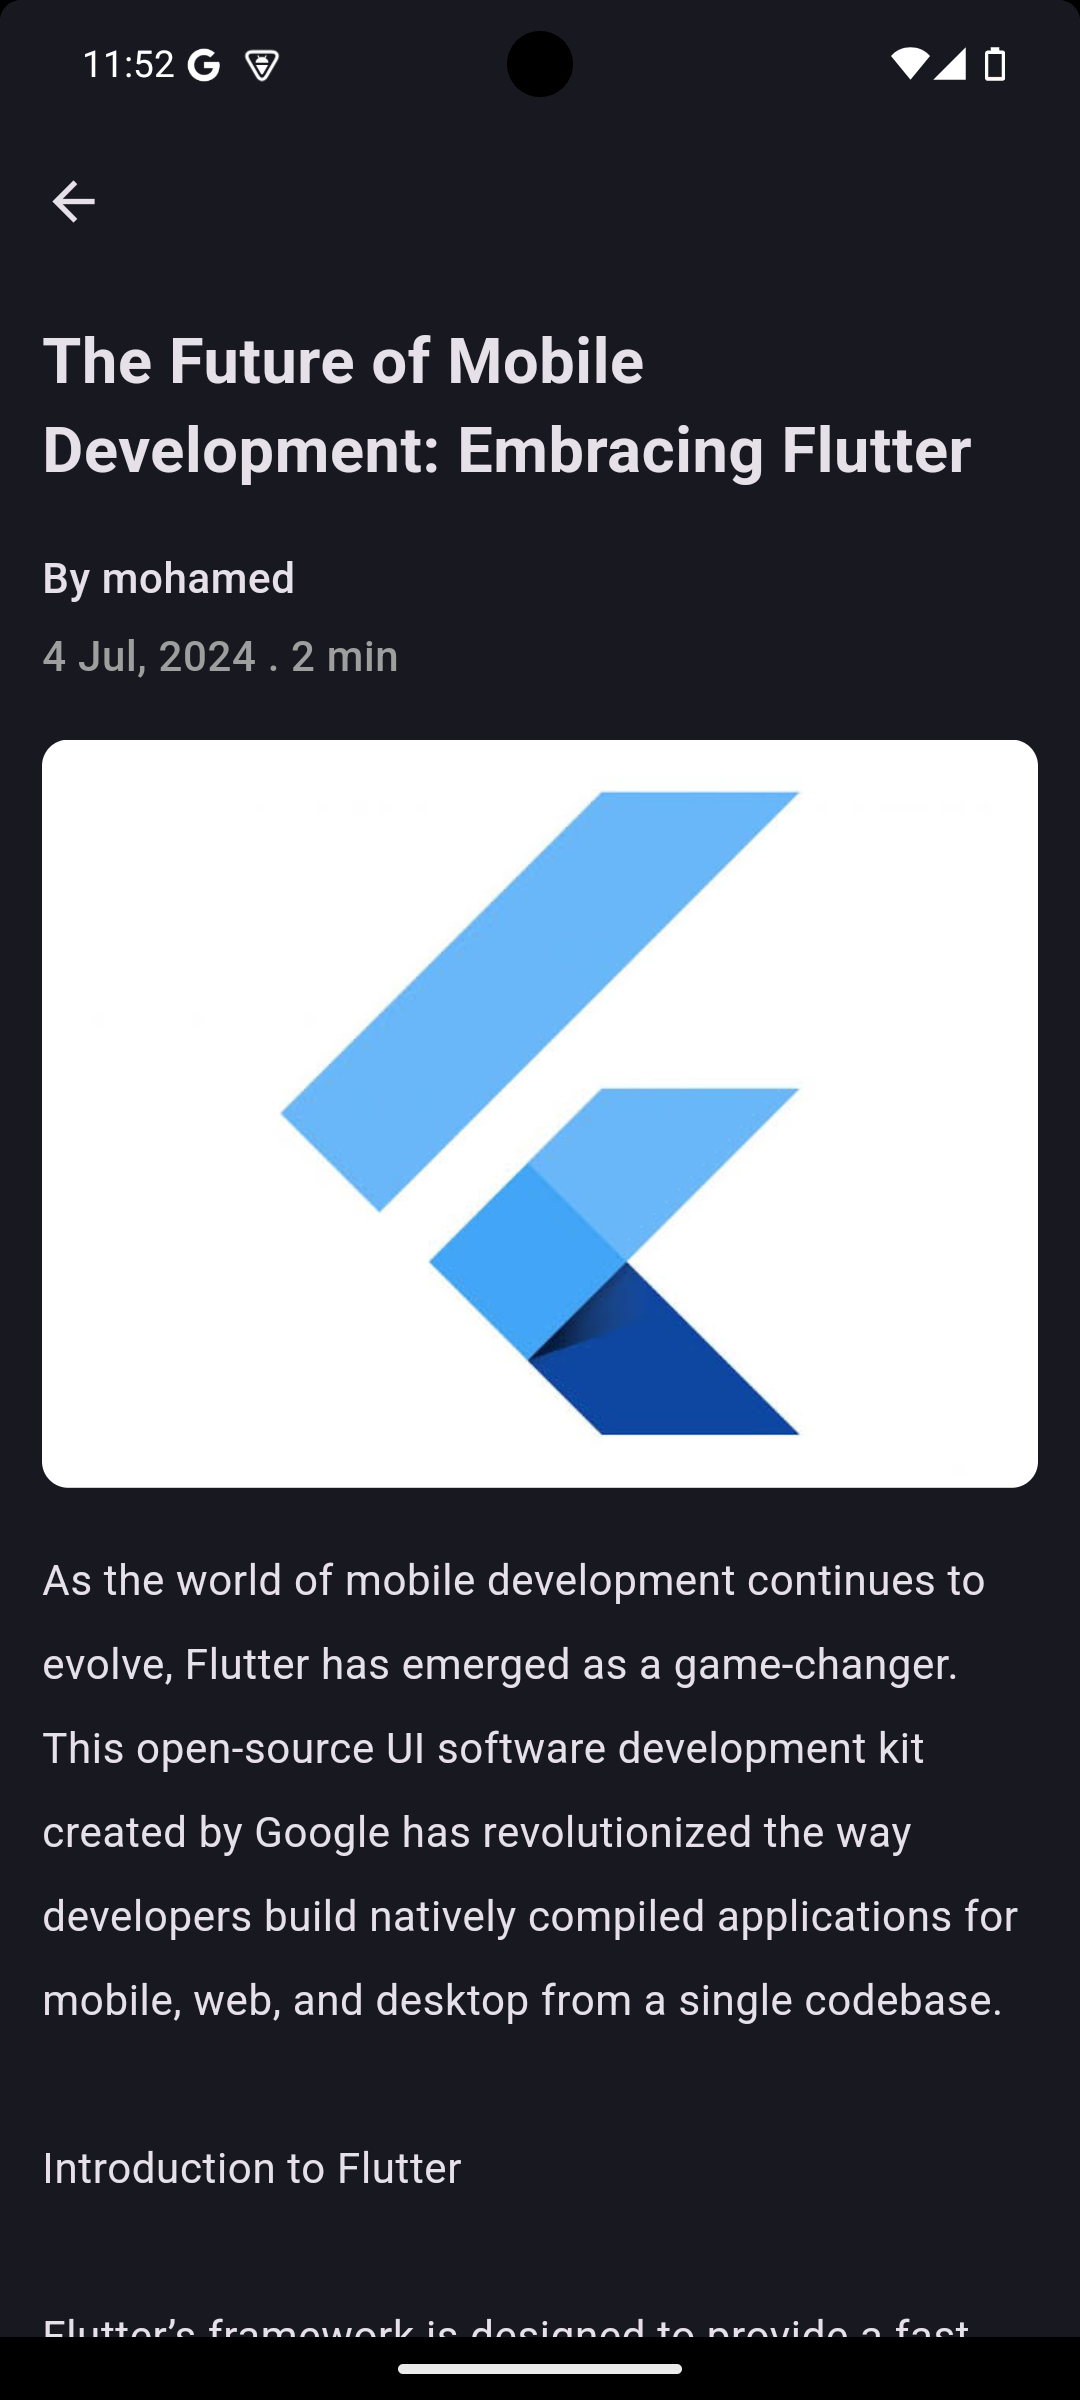 11:52
The Future of Mobile
Development: Embracing Flutter
By mohamed
4 Jul, 2024 . 2 min
As the world of mobile development continues to
evolve, Flutter has emerged as a game-changer.
This open-source UI software development kit
created by Google has revolutionized the way
developers build natively compiled applications for
mobile, web, and desktop from a single codebase.
Introduction to Flutter
Flutter’s framework is designed to provide a fast